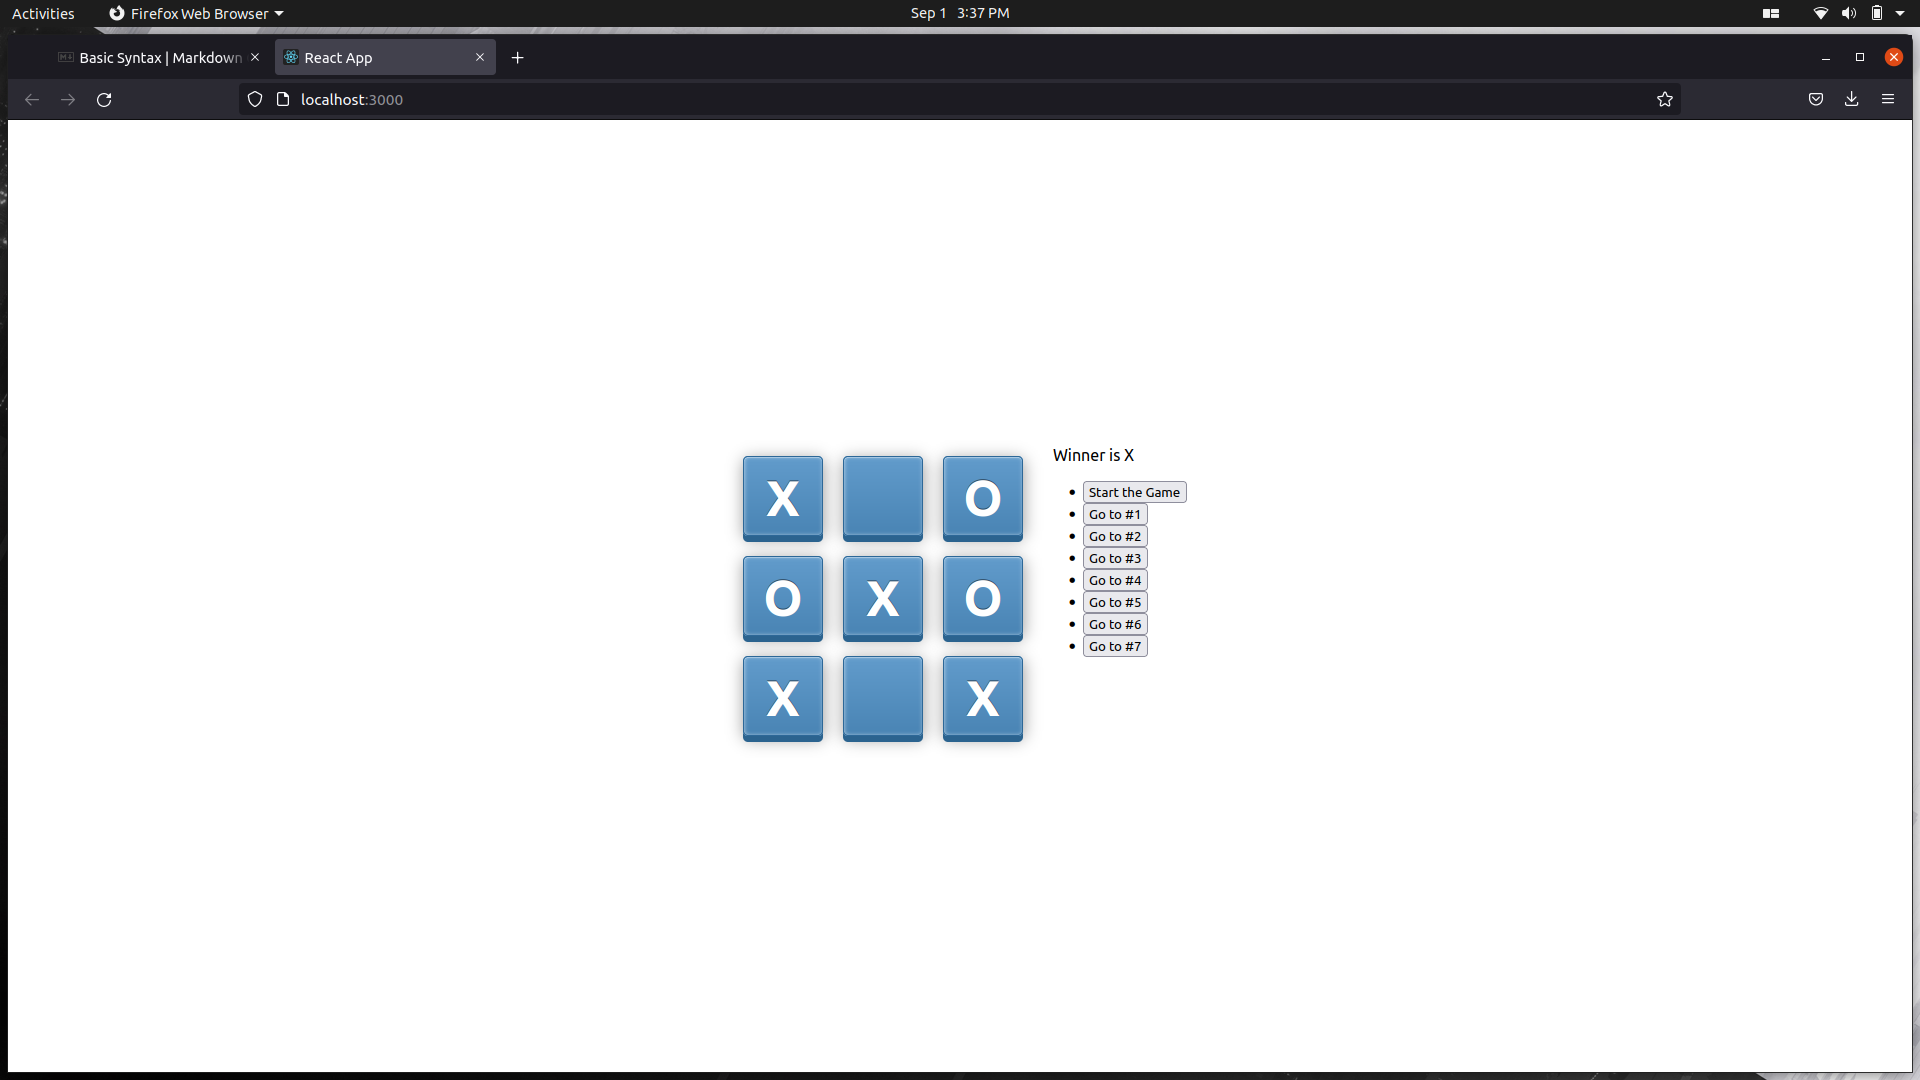 Activities Firefox Web Browser Sep 1 3:37 PM
Basic Syntax | Markdown React App
localhost:3000
Winner is X
X O
O X O
X X
Start the Game
Go to #1
Go to #2
Go to #3
Go to #4
Go to #5
Go to #6
Go to #7